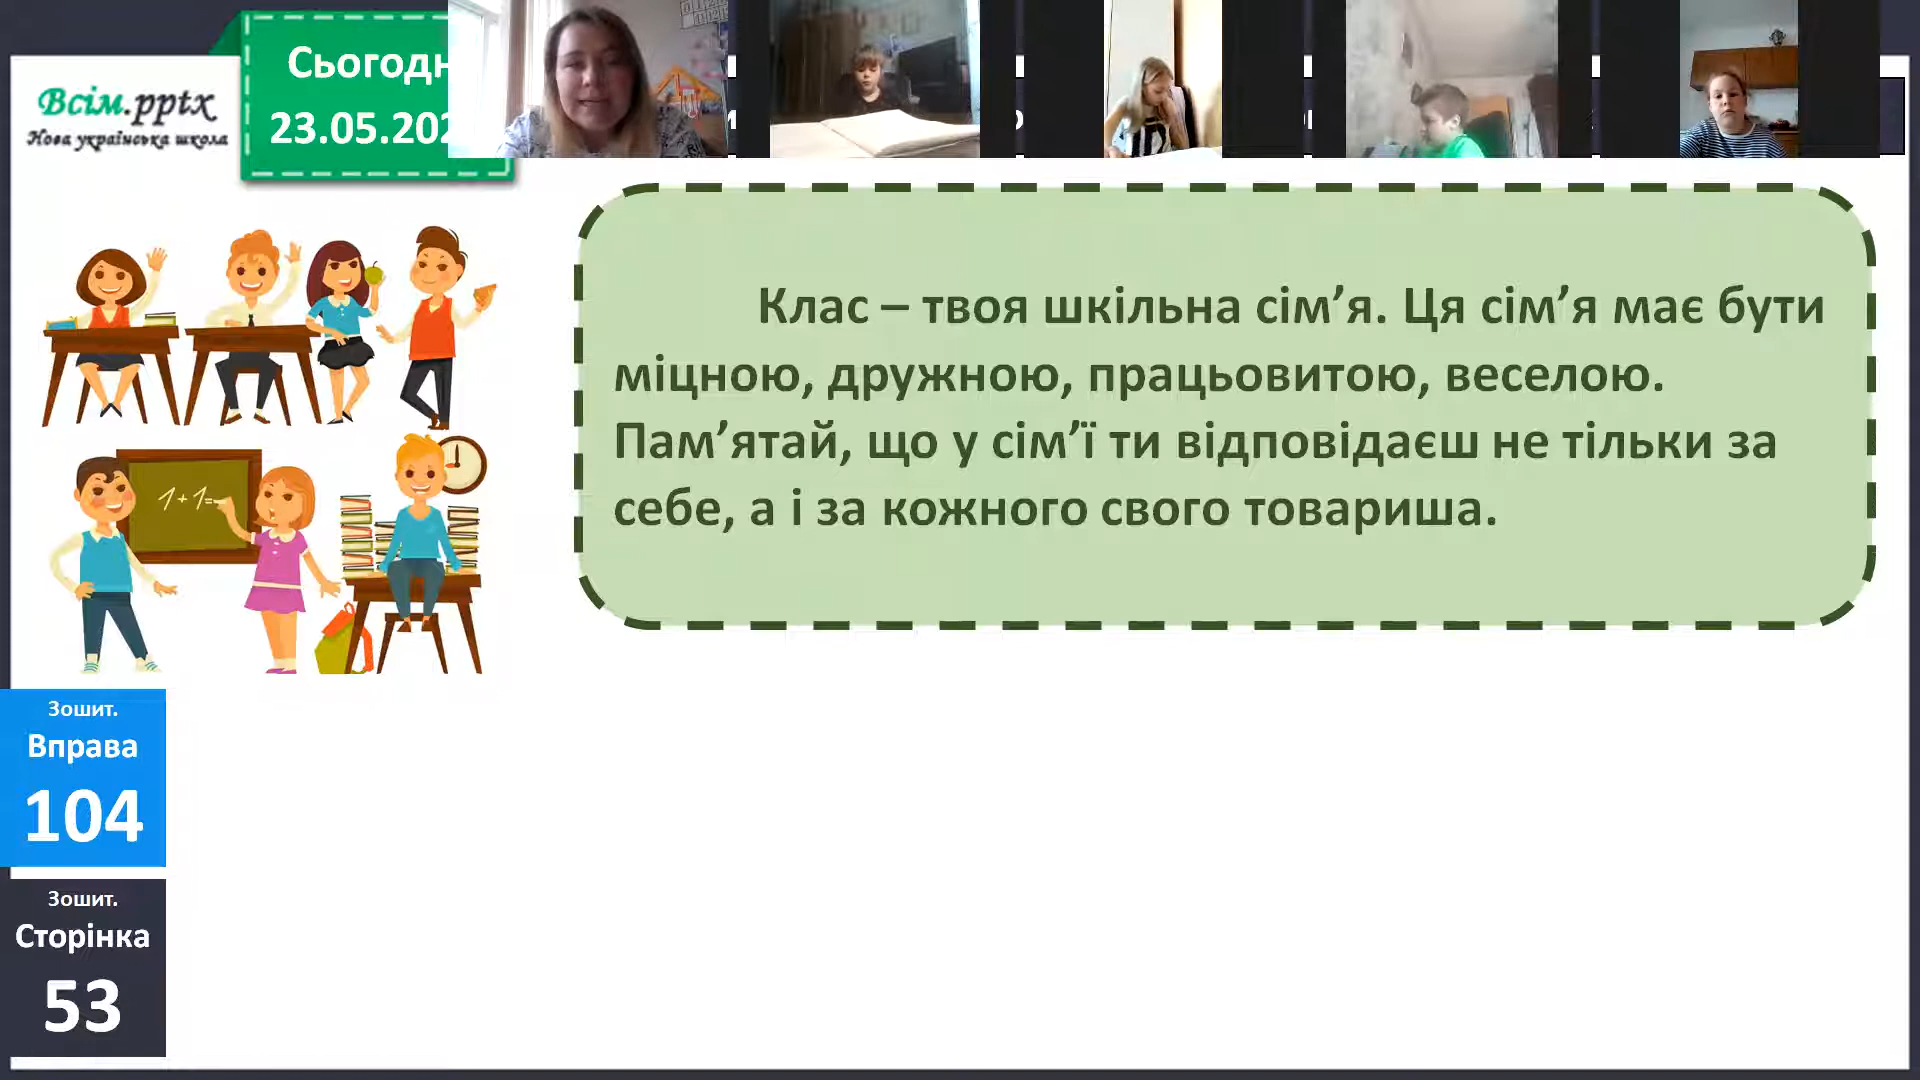 Всім.pptx
Нова українська школа
Сьогодн
23.05.202
Клас – твоя шкільна сім’я. Ця сім’я має бути
міцною, дружною, працьовитою, веселою.
Пам’ятай, що у сім’ї ти відповідаєш не тільки за
себе, а і за кожного свого товариша.
1+1=
Зошит.
Вправа
104
Зошит.
Сторінка
53